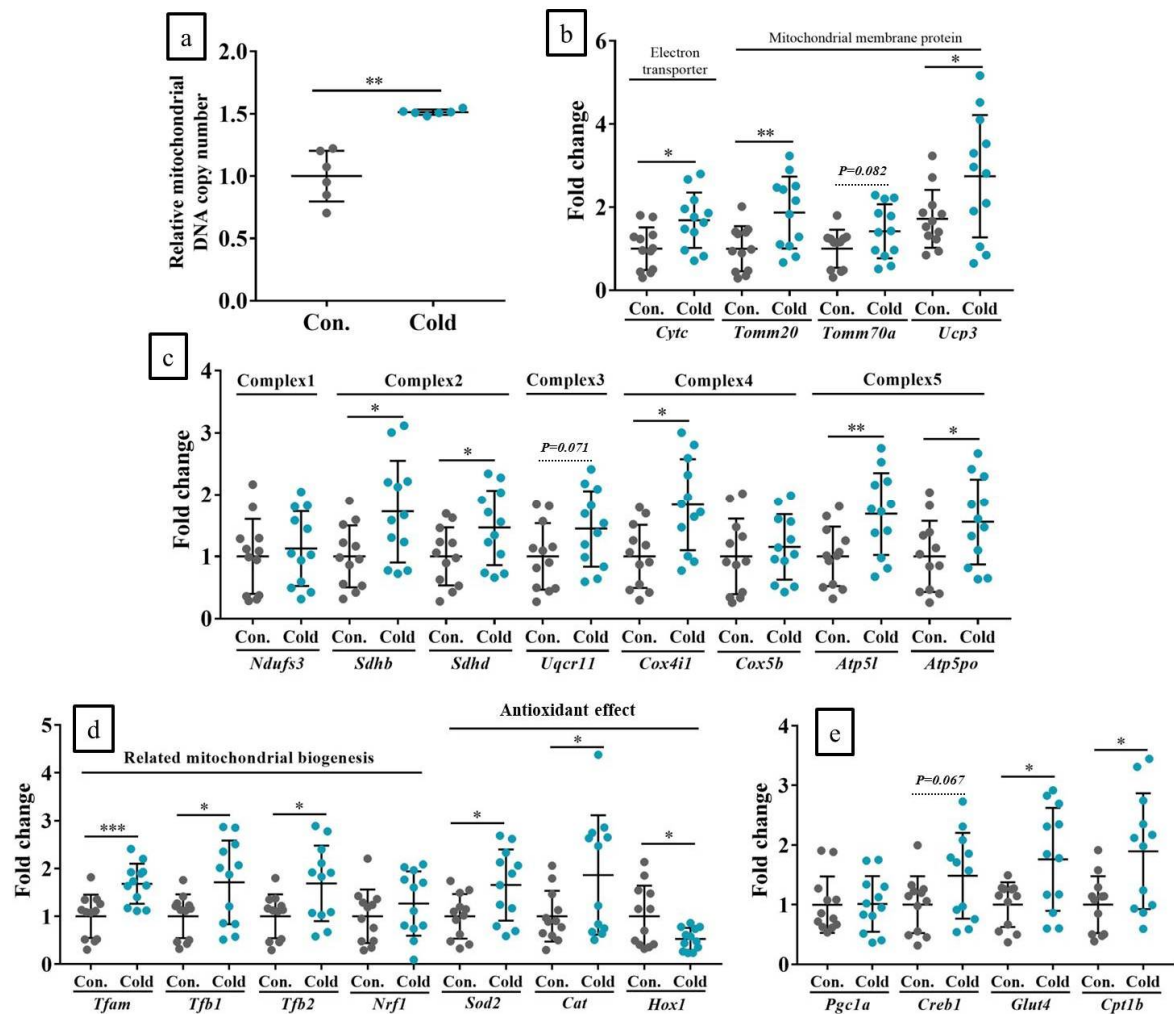 a
Relative mitochondrial
DNA copy number
2.0
1.5
1.0
0.5
0.0
**
Con. Cold
b
Electron
transporter
Mitochondrial membrane protein
Fold change
6
4
2
0
* ** P=0.082 *
Con. Cold Con. Cold Con. Cold Con. Cold
Cytc Tomm20 Tomm70a Ucp3
c
Complex1 Complex2 Complex3 Complex4 Complex5
Fold change
4
3
2
1
0
* * P=0.071 * ** *
Con. Cold Con. Cold Con. Cold Con. Cold Con. Cold Con. Cold Con. Cold Con. Cold
Ndufs3 Sdhb Sdhd Uqcr11 Cox4i1 Cox5b Atp5l Atp5po
d
Antioxidant effect
Related mitochondrial biogenesis
Fold change
5
4
3
2
1
0
*** * * * * *
Con. Cold Con. Cold Con. Cold Con. Cold Con. Cold Con. Cold Con. Cold
Tfam Tfb1 Tfb2 Nrf1 Sod2 Cat Hox1
e
Fold change
4
3
2
1
0
P=0.067 * *
Con. Cold Con. Cold Con. Cold Con. Cold
Pgc1a Creb1 Glut4 Cpt1b